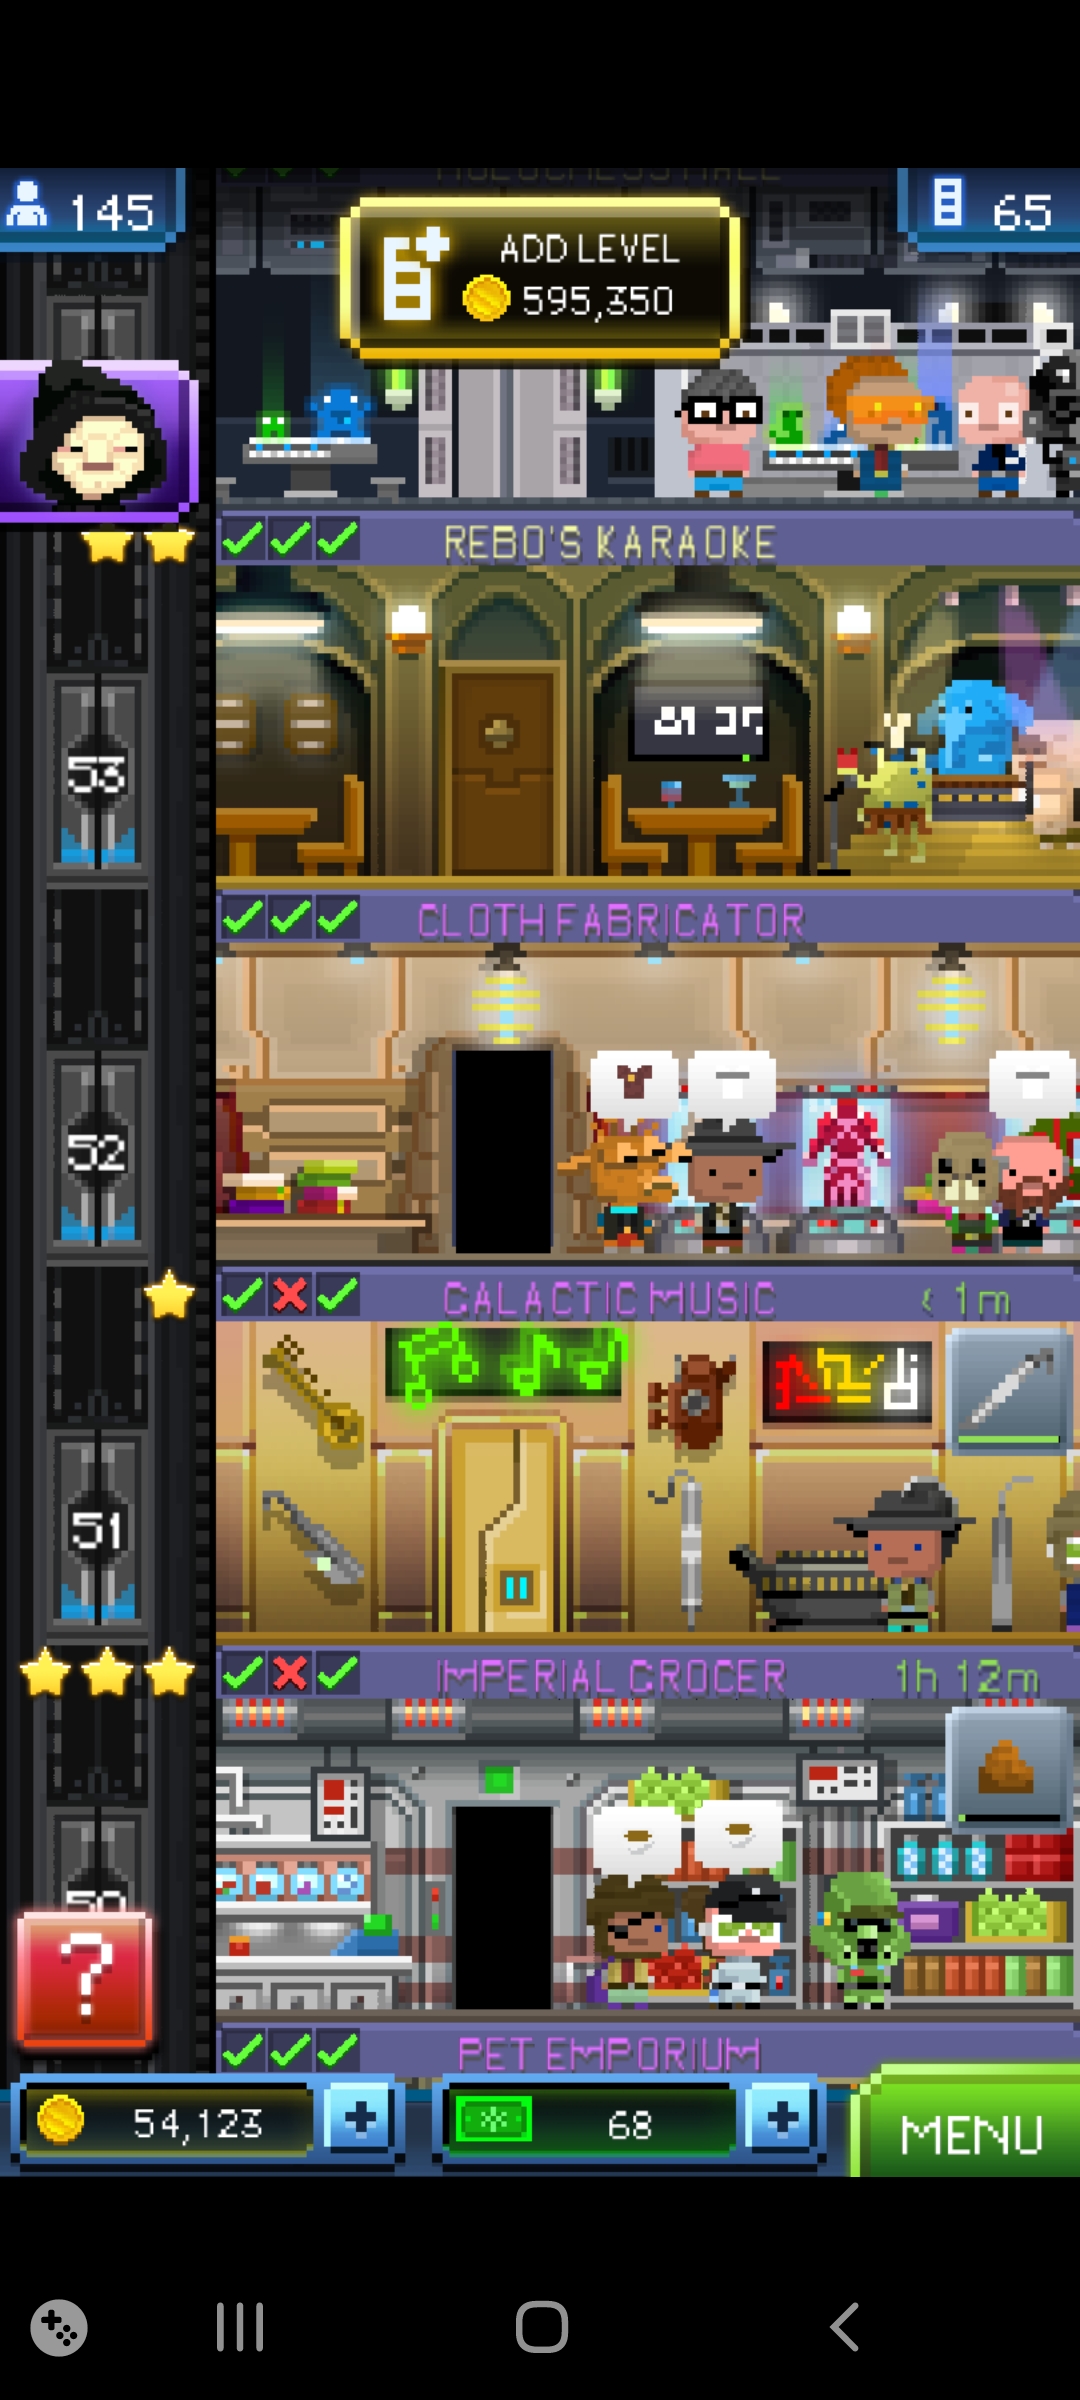 145
65
ADD LEVEL
595,350
REBO'S KARAOKE
53
CLOTH FABRICATOR
52
GALACTIC MUSIC < 1m
51
IMPERIAL GROCER 1h 12m
50
?
PET EMPORIUM
54,123 + 68 + MENU